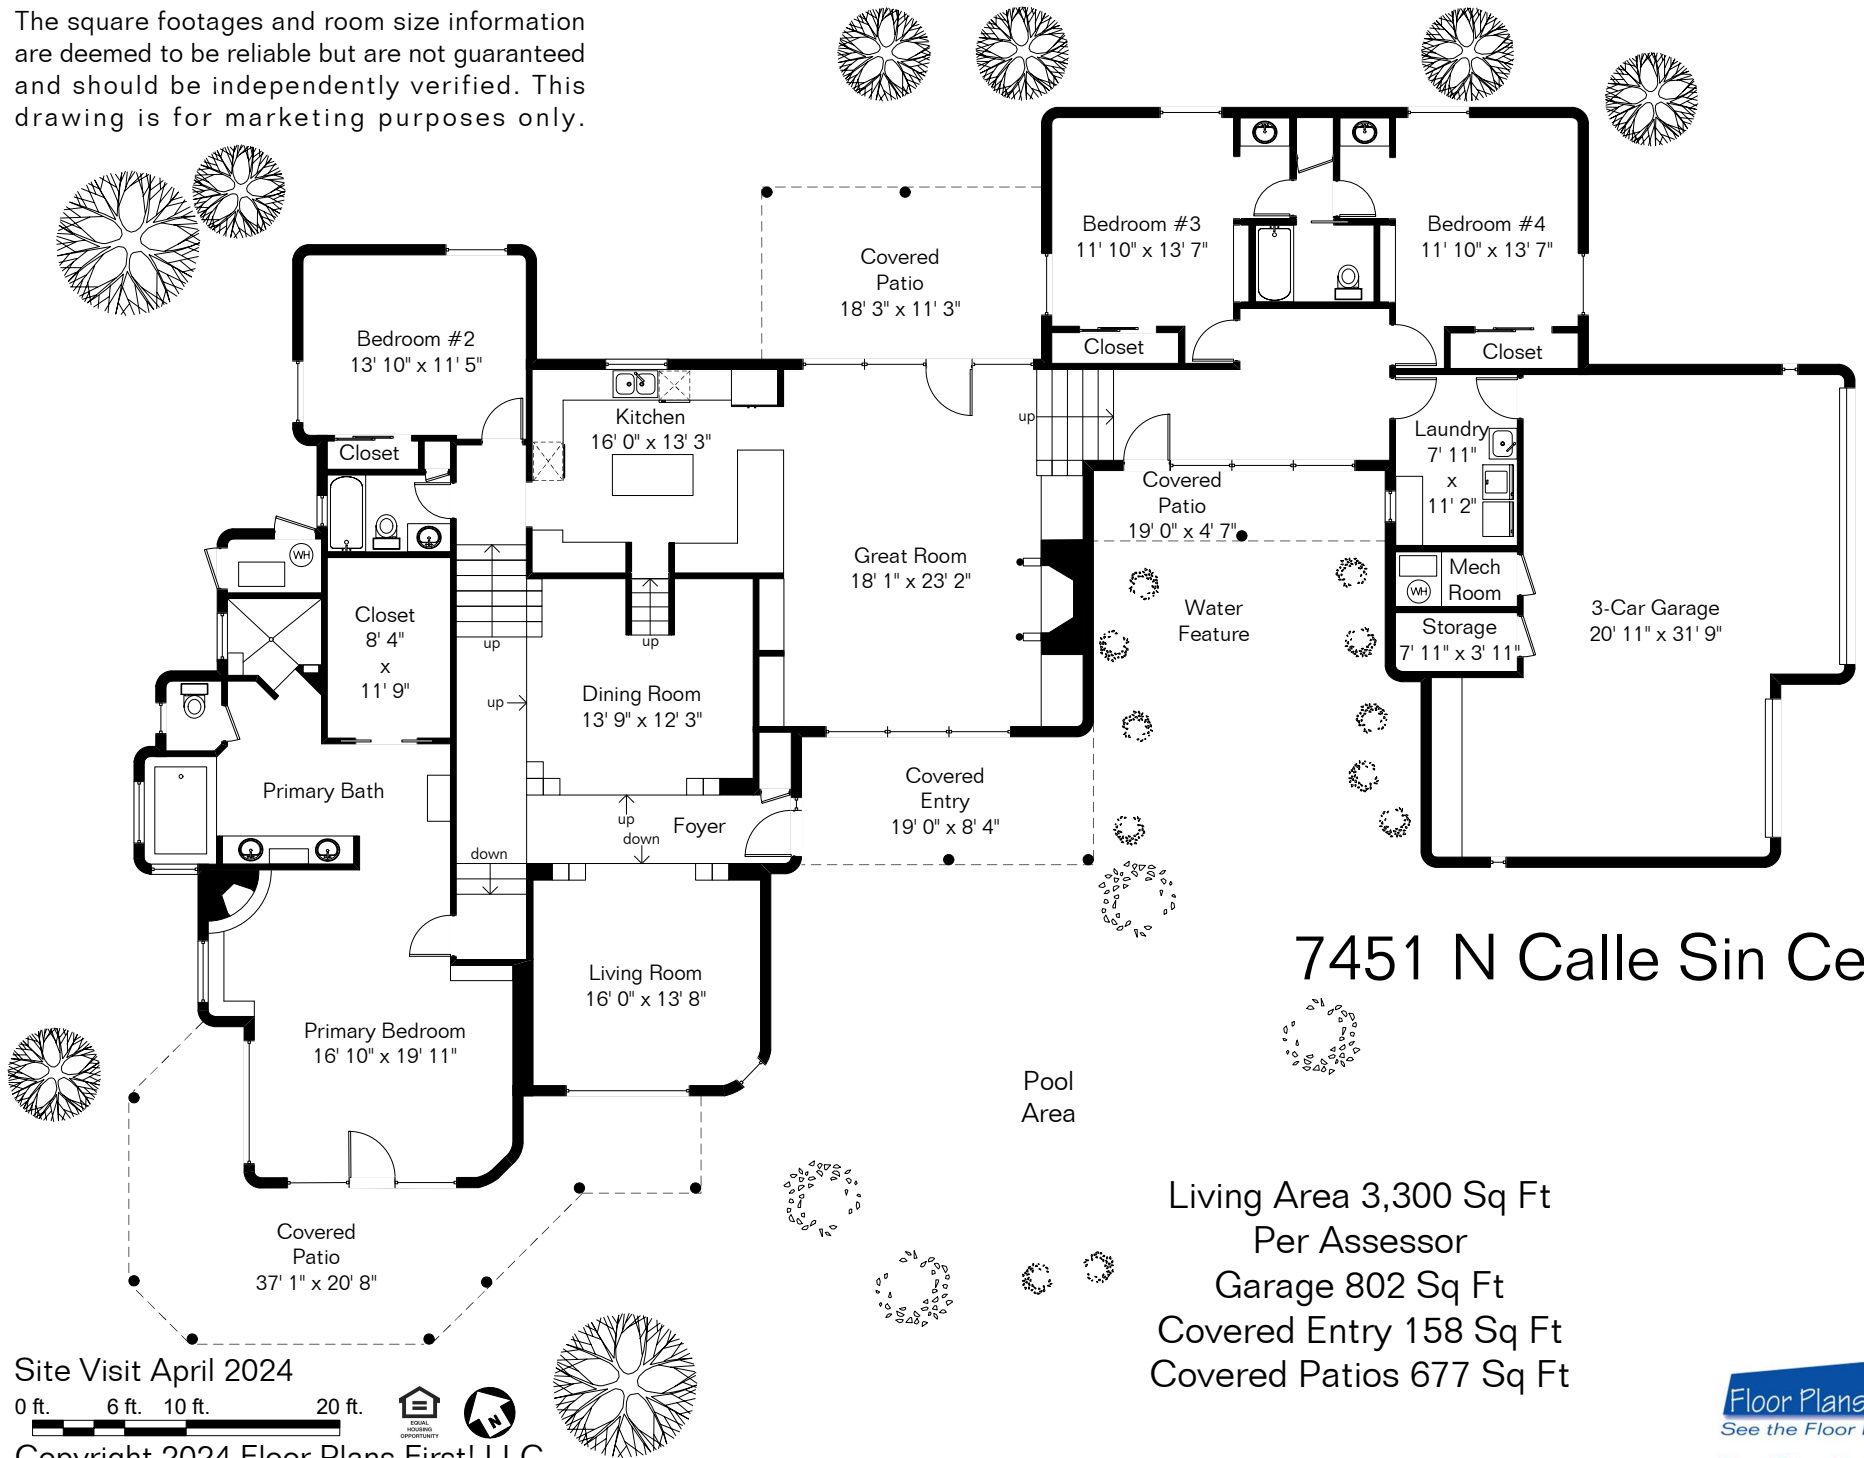 The square footages and room size information
are deemed to be reliable but are not guaranteed
and should be independently verified. This
drawing is for marketing purposes only.
Bedroom #3
11' 10" x 13' 7"
Bedroom #4
11' 10" x 13' 7"
Covered
Patio
18' 3" x 11' 3"
Closet
Closet
Bedroom #2
13' 10" x 11' 5"
Closet
Kitchen
16' 0" x 13' 3"
up
Laundry
7' 11"
x
11' 2"
Covered
Patio
19' 0" x 4' 7"
WH
Great Room
18' 1" x 23' 2"
Mech
Room
WH
Water
Feature
3-Car Garage
20' 11" x 31' 9"
Storage
7' 11" x 3' 11"
Closet
8' 4"
x
11' 9"
up
up
up
Dining Room
13' 9" x 12' 3"
Primary Bath
Covered
Entry
19' 0" x 8' 4"
up
Foyer
down
down
Living Room
16' 0" x 13' 8"
7451 N Calle Sin Ce
Primary Bedroom
16' 10" x 19' 11"
Pool
Area
Covered
Patio
37' 1" x 20' 8"
Living Area 3,300 Sq Ft
Per Assessor
Garage 802 Sq Ft
Covered Entry 158 Sq Ft
Covered Patios 677 Sq Ft
Site Visit April 2024
0 ft. 6 ft. 10 ft. 20 ft.
EQUAL
HOUSING
OPPORTUNITY
N
Copyright 2024 Floor Plans First! LLC
Floor Plans
See the Floor